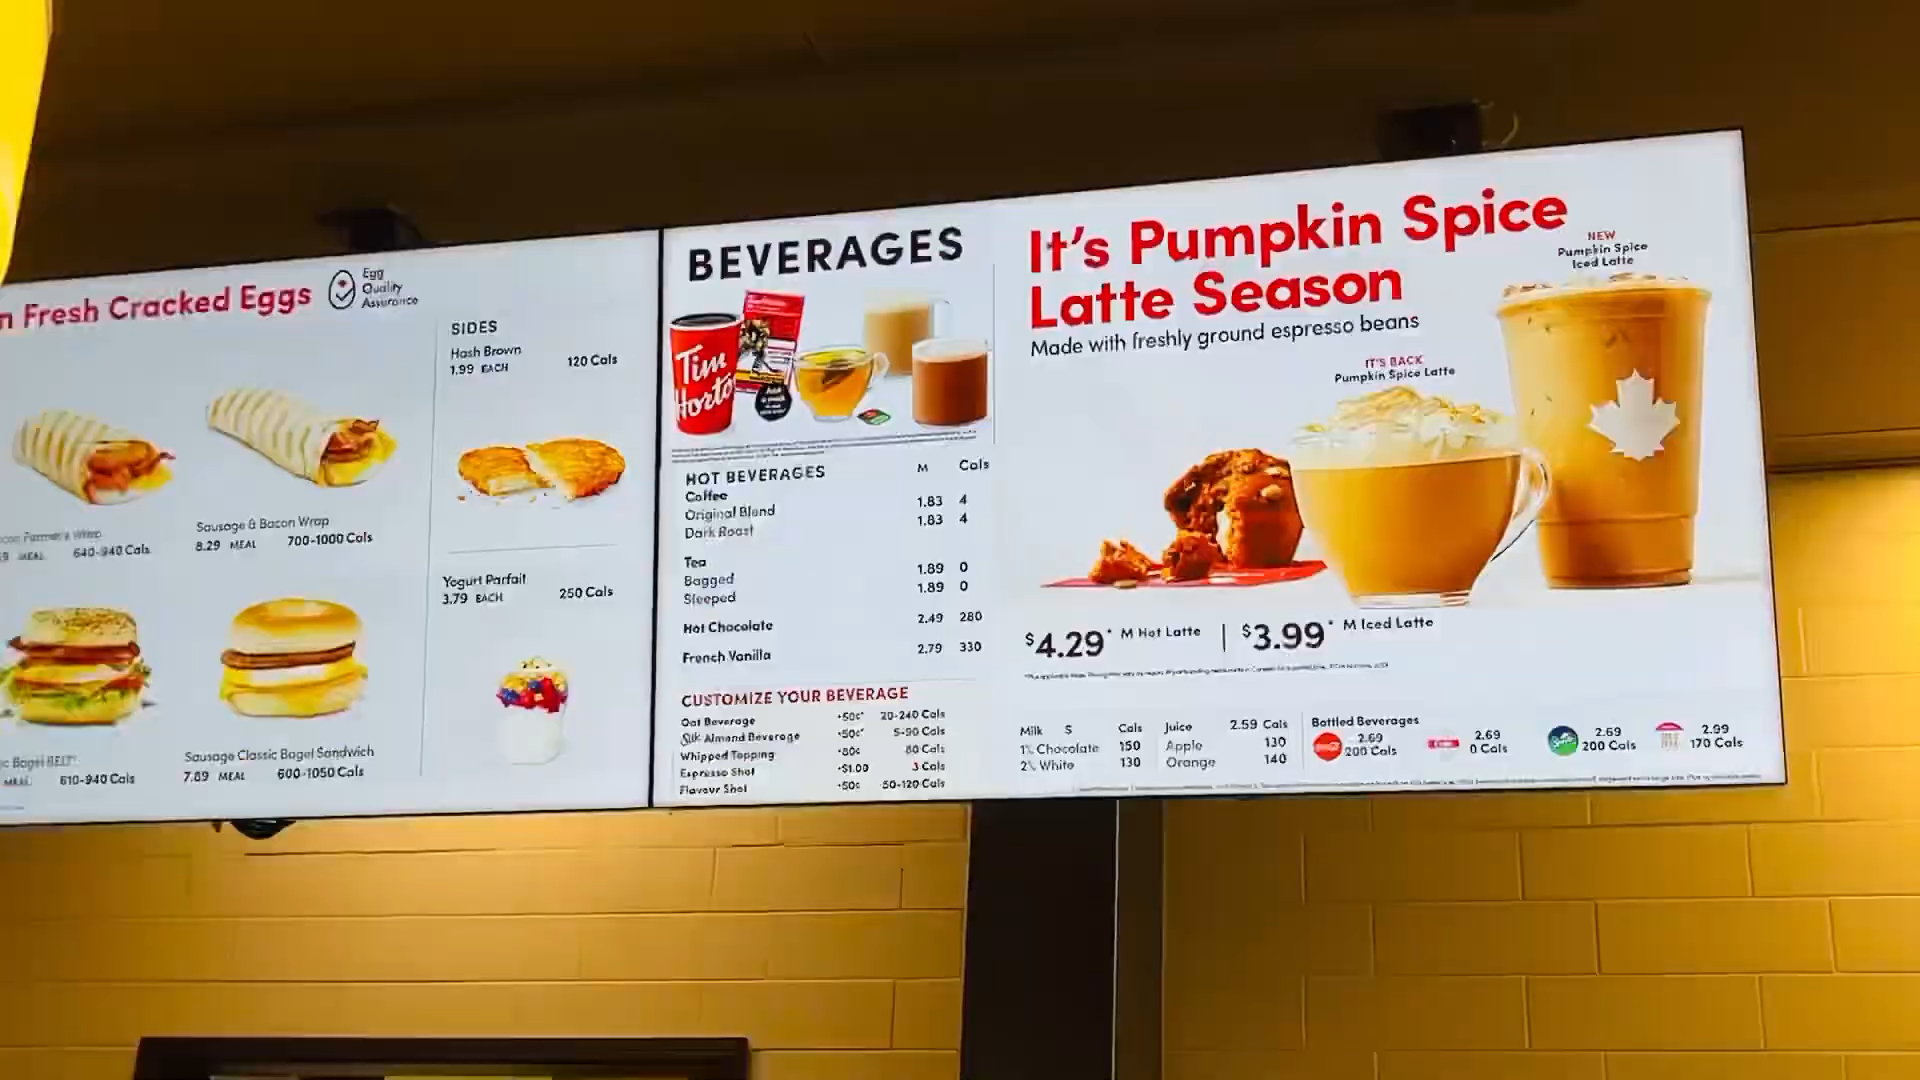 n Fresh Cracked Eggs
Egg
Quality
Assurance
SIDES
Hash Brown
1.99 EACH 120 Cals
Farmer's Wrap
9 MEAL 640-940 Cals
Sausage & Bacon Wrap
8.29 MEAL 700-1000 Cals
Yogurt Parfait
3.79 EACH 250 Cals
c Bagel BELT
MEAL 610-940 Cals
Sausage Classic Bagel Sandwich
7.89 MEAL 600-1050 Cals
BEVERAGES
Tim
Horto
HOT BEVERAGES M Cals
Coffee
Original Blend 1.83 4
Dark Roast 1.83 4
Tea
Bagged 1.89 0
Steeped 1.89 0
Hot Chocolate 2.49 280
French Vanilla 2.79 330
CUSTOMIZE YOUR BEVERAGE
Oat Beverage +50¢* 20-240 Cals
Silk Almond Beverage +50¢* 5-90 Cals
Whipped Topping +80¢ 80 Cals
Espresso Shot +$1.00 3 Cals
Flavour Shot +50¢ 50-120 Cals
It's Pumpkin Spice
Latte Season
Made with freshly ground espresso beans
NEW
Pumpkin Spice
Iced Latte
IT'S BACK
Pumpkin Spice Latte
$4.29* M Hot Latte | $3.99* M Iced Latte
Milk S Cals
1% Chocolate 150
2% White 130
Juice 2.59 Cals
Apple 130
Orange 140
Bottled Beverages
2.69
200 Cals
2.69
0 Cals
Sprite
2.69
200 Cals
2.99
170 Cals